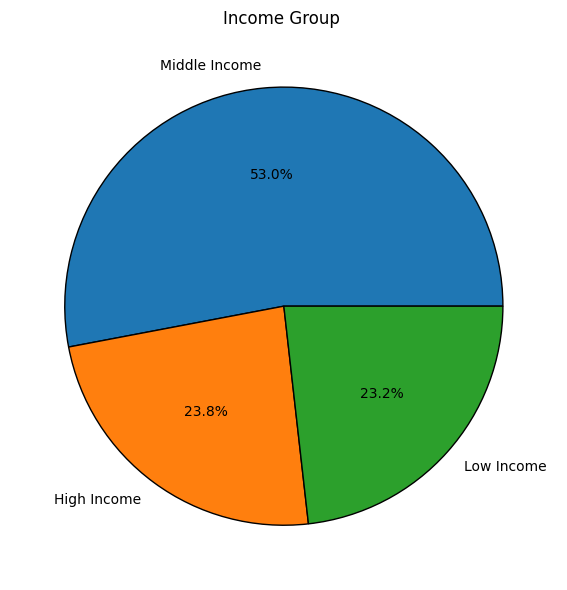 Income Group
Middle Income
53.0%
23.8%
23.2%
High Income
Low Income